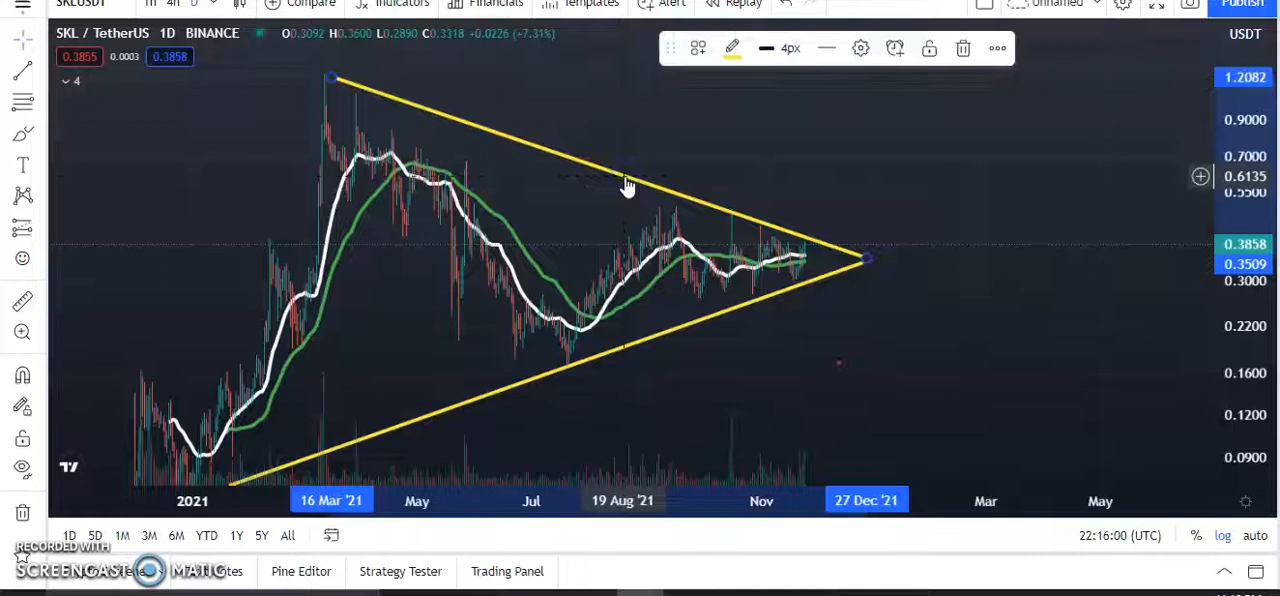 SKLUSDT 1h 4h D Compare Indicators Financials Templates Alert Replay Unnamed Publish
SKL / TetherUS 1D BINANCE O0.3092 H0.3600 L0.2890 C0.3318 +0.0226 (+7.31%)
USDT
4px
0.3855 0.0003 0.3858
4
1.2082
0.9000
0.7000
0.6135
0.5500
0.3858
0.3509
0.3000
0.2200
0.1600
0.1200
0.0900
2021 16 Mar '21 May Jul 19 Aug '21 Nov 27 Dec '21 Mar May
1D 5D 1M 3M 6M YTD 1Y 5Y All 22:16:00 (UTC) % log auto
RECORDED WITH
SCREENCAST MATIC
Pine Editor Strategy Tester Trading Panel